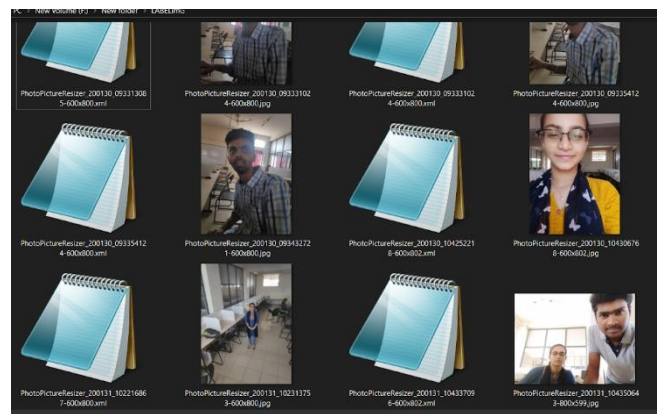 PC > New Volume (F:) > New folder > LABELImG
PhotoPictureResizer_200130_09331308
5-600x800.xml
PhotoPictureResizer_200130_09333102
4-600x800.jpg
PhotoPictureResizer_200130_09333102
4-600x800.xml
PhotoPictureResizer_200130_09335412
4-600x800.jpg
PhotoPictureResizer_200130_09335412
4-600x800.xml
PhotoPictureResizer_200130_09343272
1-600x800.jpg
PhotoPictureResizer_200130_10425221
8-600x802.xml
PhotoPictureResizer_200130_10430676
8-600x802.jpg
PhotoPictureResizer_200131_10221686
7-600x800.xml
PhotoPictureResizer_200131_10231375
3-600x800.jpg
PhotoPictureResizer_200131_10433709
6-600x802.xml
PhotoPictureResizer_200131_10435064
3-800x599.jpg